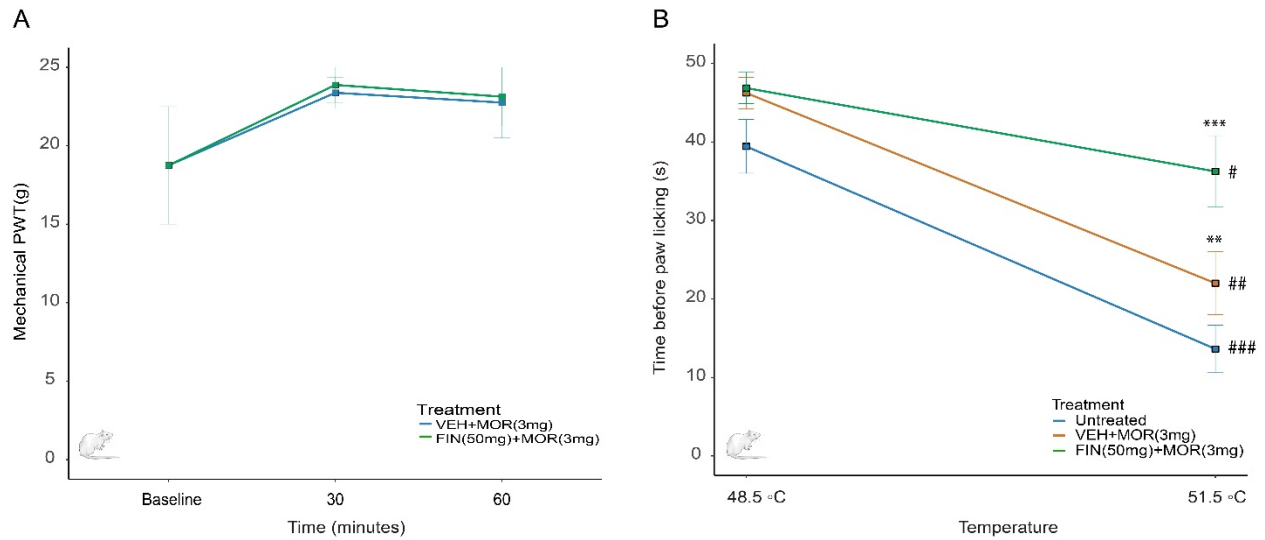 A
25
20
15
10
5
0
Mechanical PWT(g)
Baseline
30
60
Time (minutes)
Treatment
VEH+MOR(3mg)
FIN(50mg)+MOR(3mg)
B
50
40
30
20
10
0
Time before paw licking (s)
***
#
**
##
###
48.5 °C
51.5 °C
Temperature
Treatment
Untreated
VEH+MOR(3mg)
FIN(50mg)+MOR(3mg)